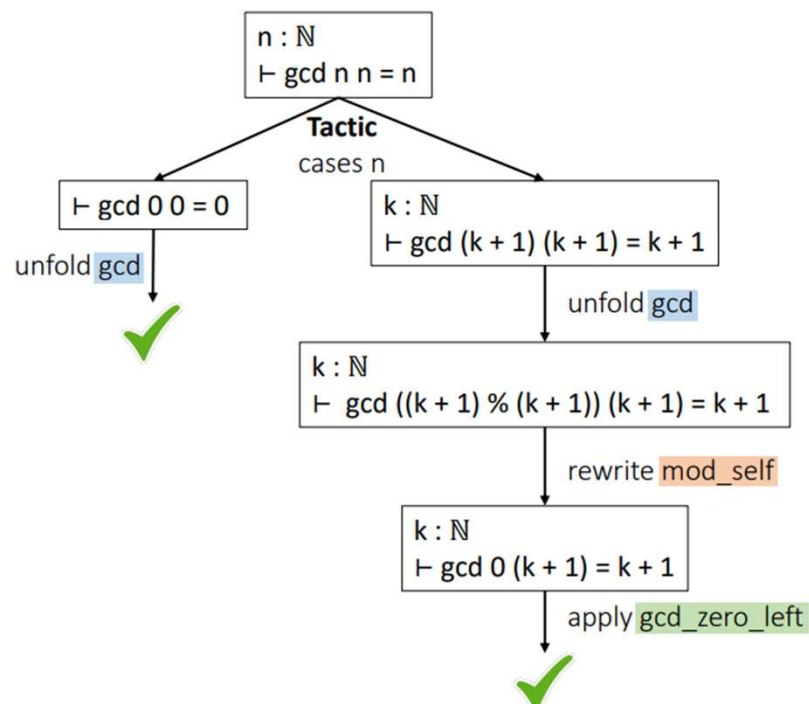 n : ℕ
⊢ gcd n n = n
Tactic
cases n
⊢ gcd 0 0 = 0
k : ℕ
⊢ gcd (k + 1) (k + 1) = k + 1
unfold gcd
unfold gcd
k : ℕ
⊢ gcd ((k + 1) % (k + 1)) (k + 1) = k + 1
rewrite mod_self
k : ℕ
⊢ gcd 0 (k + 1) = k + 1
apply gcd_zero_left